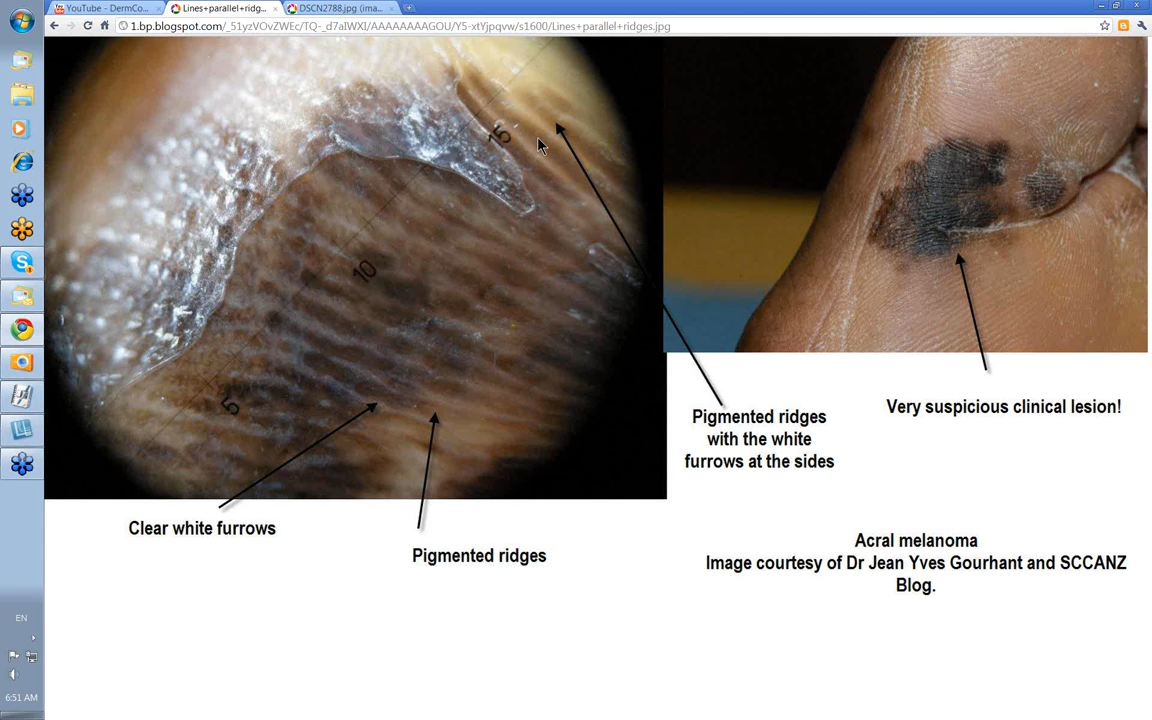 YouTube - DermCo...
Lines+parallel+ridg...
DSCN2788.jpg (ima...
1.bp.blogspot.com/_51yzVOvZWEc/TQ-_d7aIWXI/AAAAAAAAGOU/Y5-xtYjpqvw/s1600/Lines+parallel+ridges.jpg
15
10
5
Pigmented ridges
with the white
furrows at the sides
Very suspicious clinical lesion!
Clear white furrows
Pigmented ridges
Acral melanoma
Image courtesy of Dr Jean Yves Gourhant and SCCANZ
Blog.
EN
6:51 AM